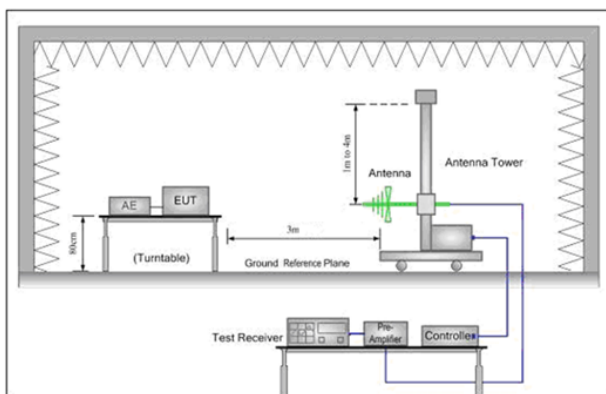 1m to 4m
Antenna
Antenna Tower
AE
EUT
80cm
3m
(Turntable)
Ground Reference Plane
Test Receiver
Pre-
Amplifier
Controller